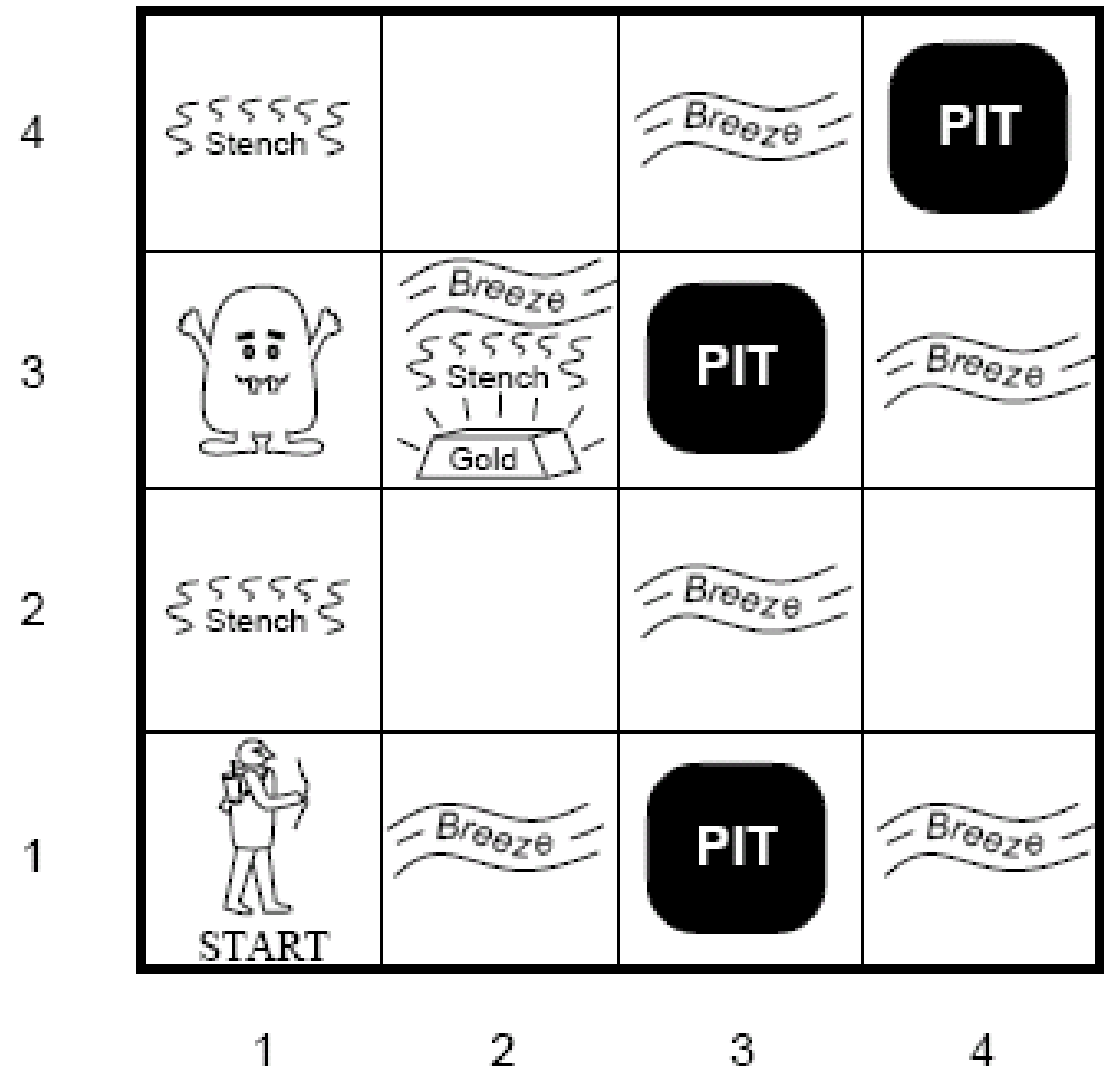 4
Stench
Breeze
PIT
3
Breeze
Stench
Gold
PIT
Breeze
2
Stench
Breeze
1
START
Breeze
PIT
Breeze
1 2 3 4